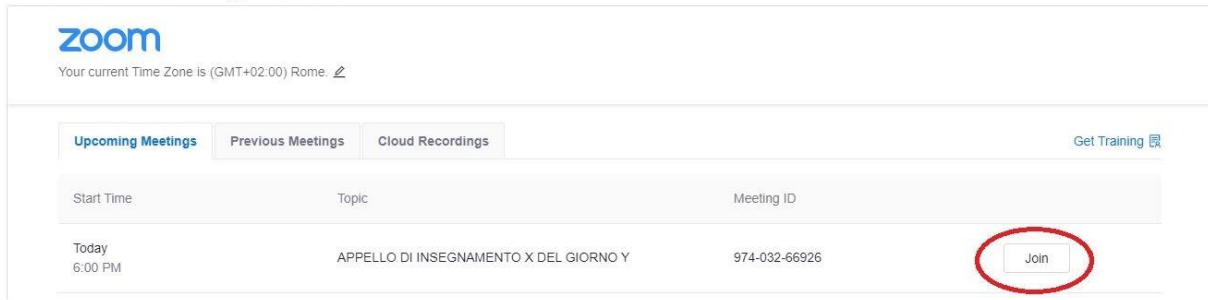 zoom
Your current Time Zone is (GMT+02:00) Rome.
Upcoming Meetings Previous Meetings Cloud Recordings Get Training
Start Time Topic Meeting ID
Today
6:00 PM APPELLO DI INSEGNAMENTO X DEL GIORNO Y 974-032-66926 Join